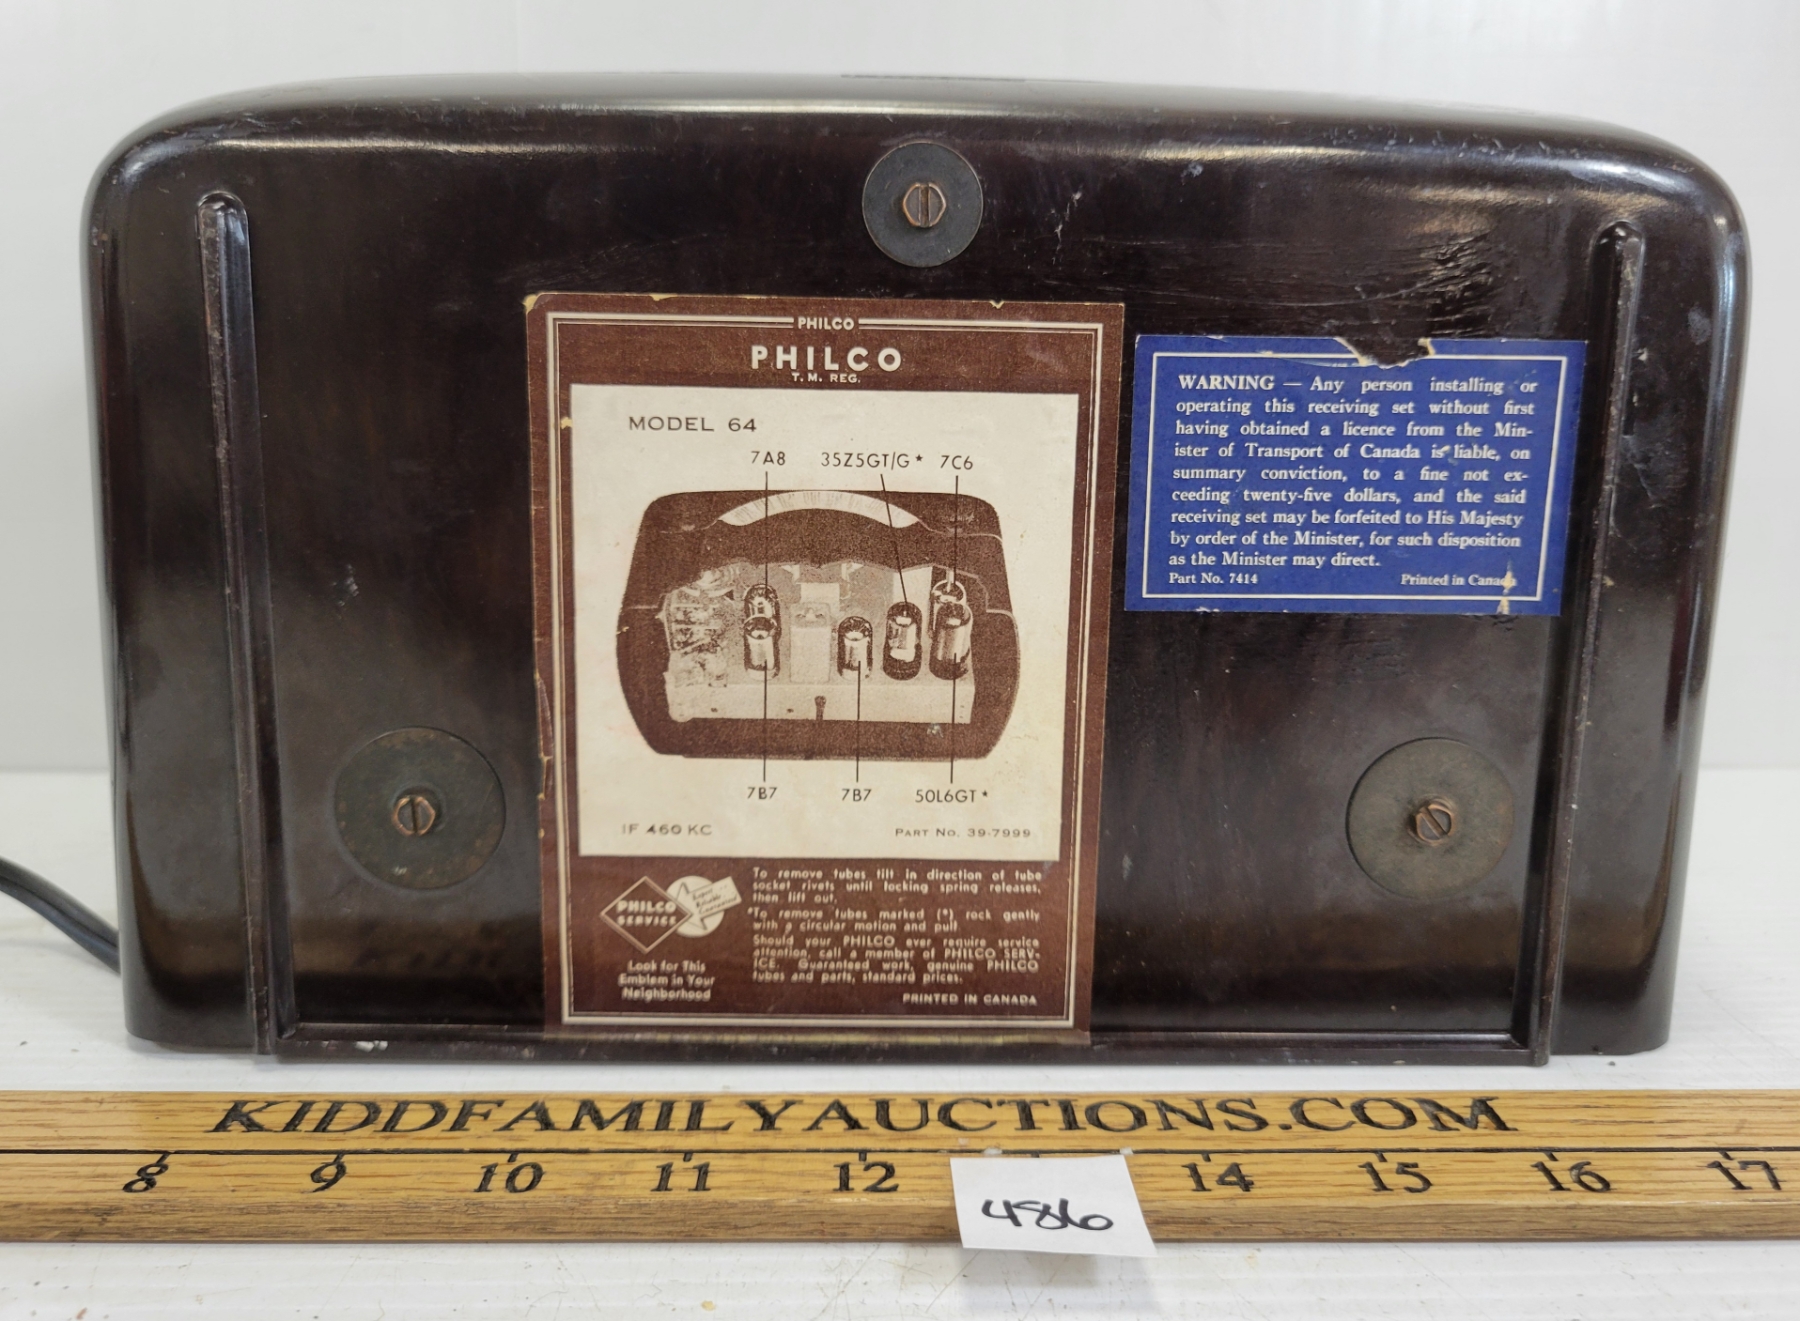 PHILCO
PHILCO
T. M. REG.
MODEL 64
7A8 35Z5GT/G * 7C6
7B7 7B7 50L6GT *
IF 460 KC PART NO. 39-7999
PHILCO
SERVICE
Look for This
Emblem in Your
Neighborhood
To remove tubes tilt in direction of tube
socket rivets until locking spring releases,
then lift out.
*To remove tubes marked (*) rock gently
with a circular motion and pull
Should your PHILCO ever require service
attention, call a member of PHILCO SERV-
ICE. Guaranteed work, genuine PHILCO
tubes and parts, standard prices.
PRINTED IN CANADA
WARNING — Any person installing or
operating this receiving set without first
having obtained a licence from the Min-
ister of Transport of Canada is liable, on
summary conviction, to a fine not ex-
ceeding twenty-five dollars, and the said
receiving set may be forfeited to His Majesty
by order of the Minister, for such disposition
as the Minister may direct.
Part No. 7414 Printed in Canada
KIDDFAMILYAUCTIONS.COM
8 9 10 11 12 14 15 16 17
486